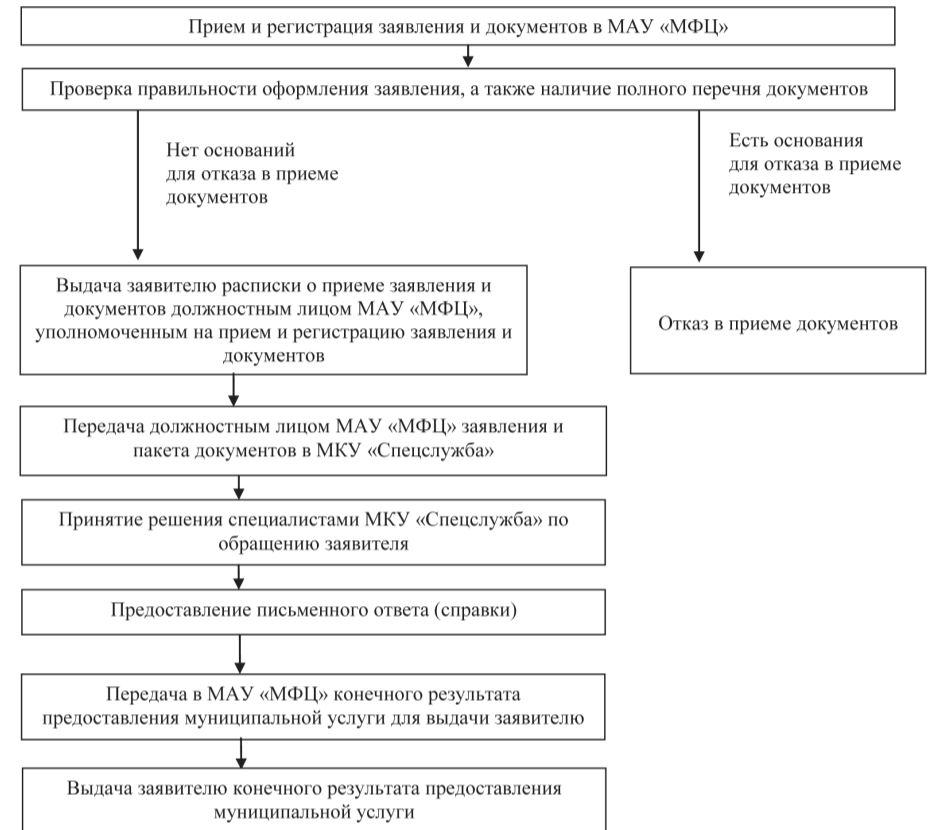 Прием и регистрация заявления и документов в МАУ «МФЦ»
Проверка правильности оформления заявления, а также наличие полного перечня документов
Нет оснований
для отказа в приеме
документов
Есть основания
для отказа в приеме
документов
Выдача заявителю расписки о приеме заявления и
документов должностным лицом МАУ «МФЦ»,
уполномоченным на прием и регистрацию заявления и
документов
Отказ в приеме документов
Передача должностным лицом МАУ «МФЦ» заявления и
пакета документов в МКУ «Спецслужба»
Принятие решения специалистами МКУ «Спецслужба» по
обращению заявителя
Предоставление письменного ответа (справки)
Передача в МАУ «МФЦ» конечного результата
предоставления муниципальной услуги для выдачи заявителю
Выдача заявителю конечного результата предоставления
муниципальной услуги